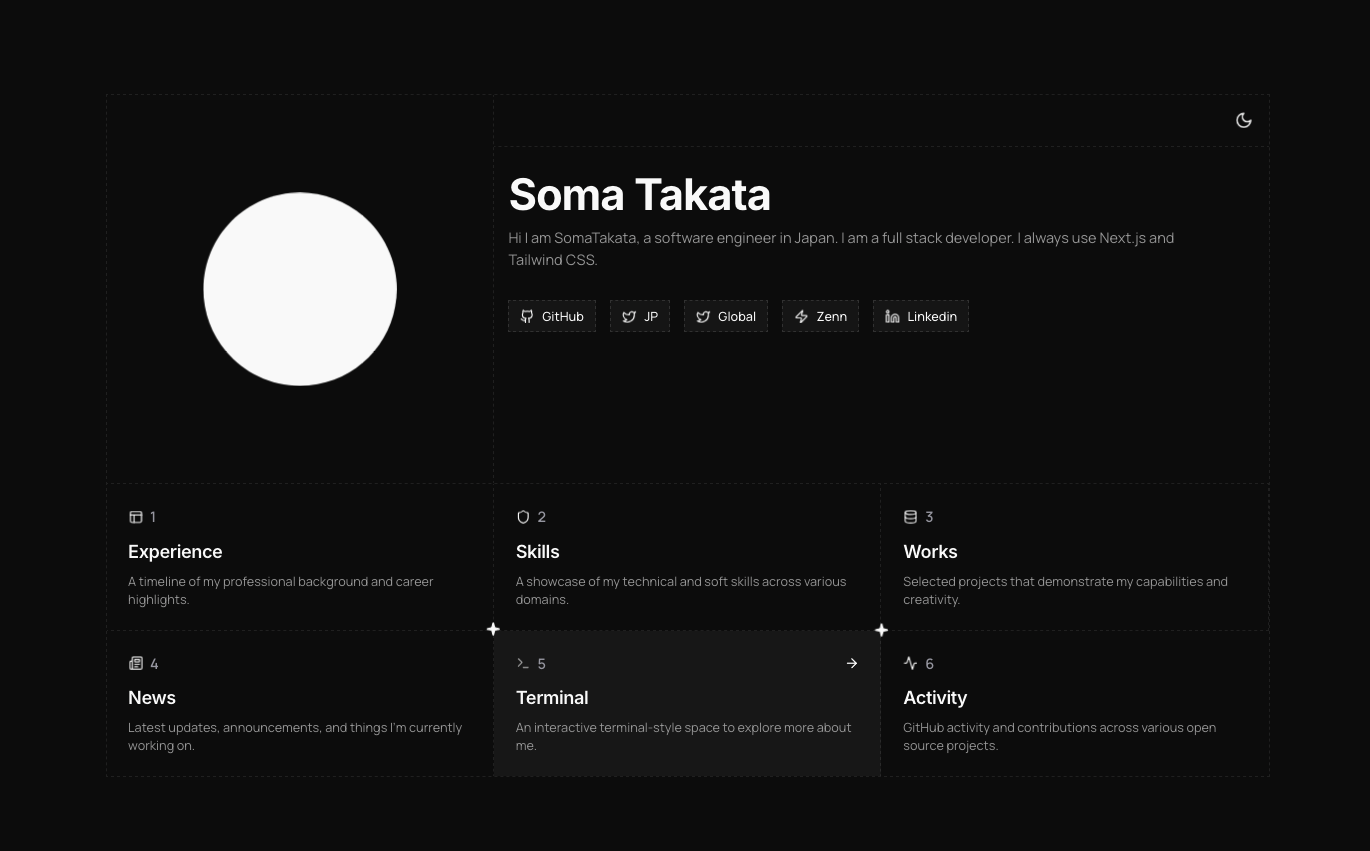 Soma Takata
Hi I am SomaTakata, a software engineer in Japan. I am a full stack developer. I always use Next.js and
Tailwind CSS.
GitHub JP Global Zenn Linkedin
1
Experience
A timeline of my professional background and career
highlights.
2
Skills
A showcase of my technical and soft skills across various
domains.
3
Works
Selected projects that demonstrate my capabilities and
creativity.
4
News
Latest updates, announcements, and things I'm currently
working on.
5
Terminal
An interactive terminal-style space to explore more about
me.
6
Activity
GitHub activity and contributions across various open
source projects.